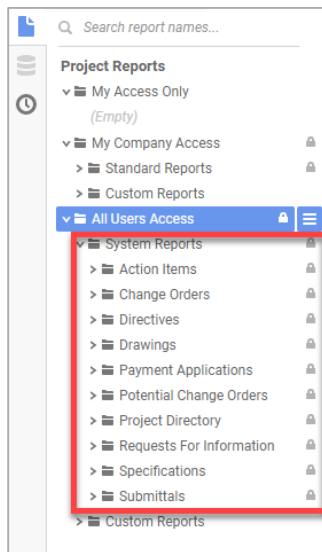 Search report names...
Project Reports
My Access Only
(Empty)
My Company Access
Standard Reports
Custom Reports
All Users Access
System Reports
Action Items
Change Orders
Directives
Drawings
Payment Applications
Potential Change Orders
Project Directory
Requests For Information
Specifications
Submittals
Custom Reports